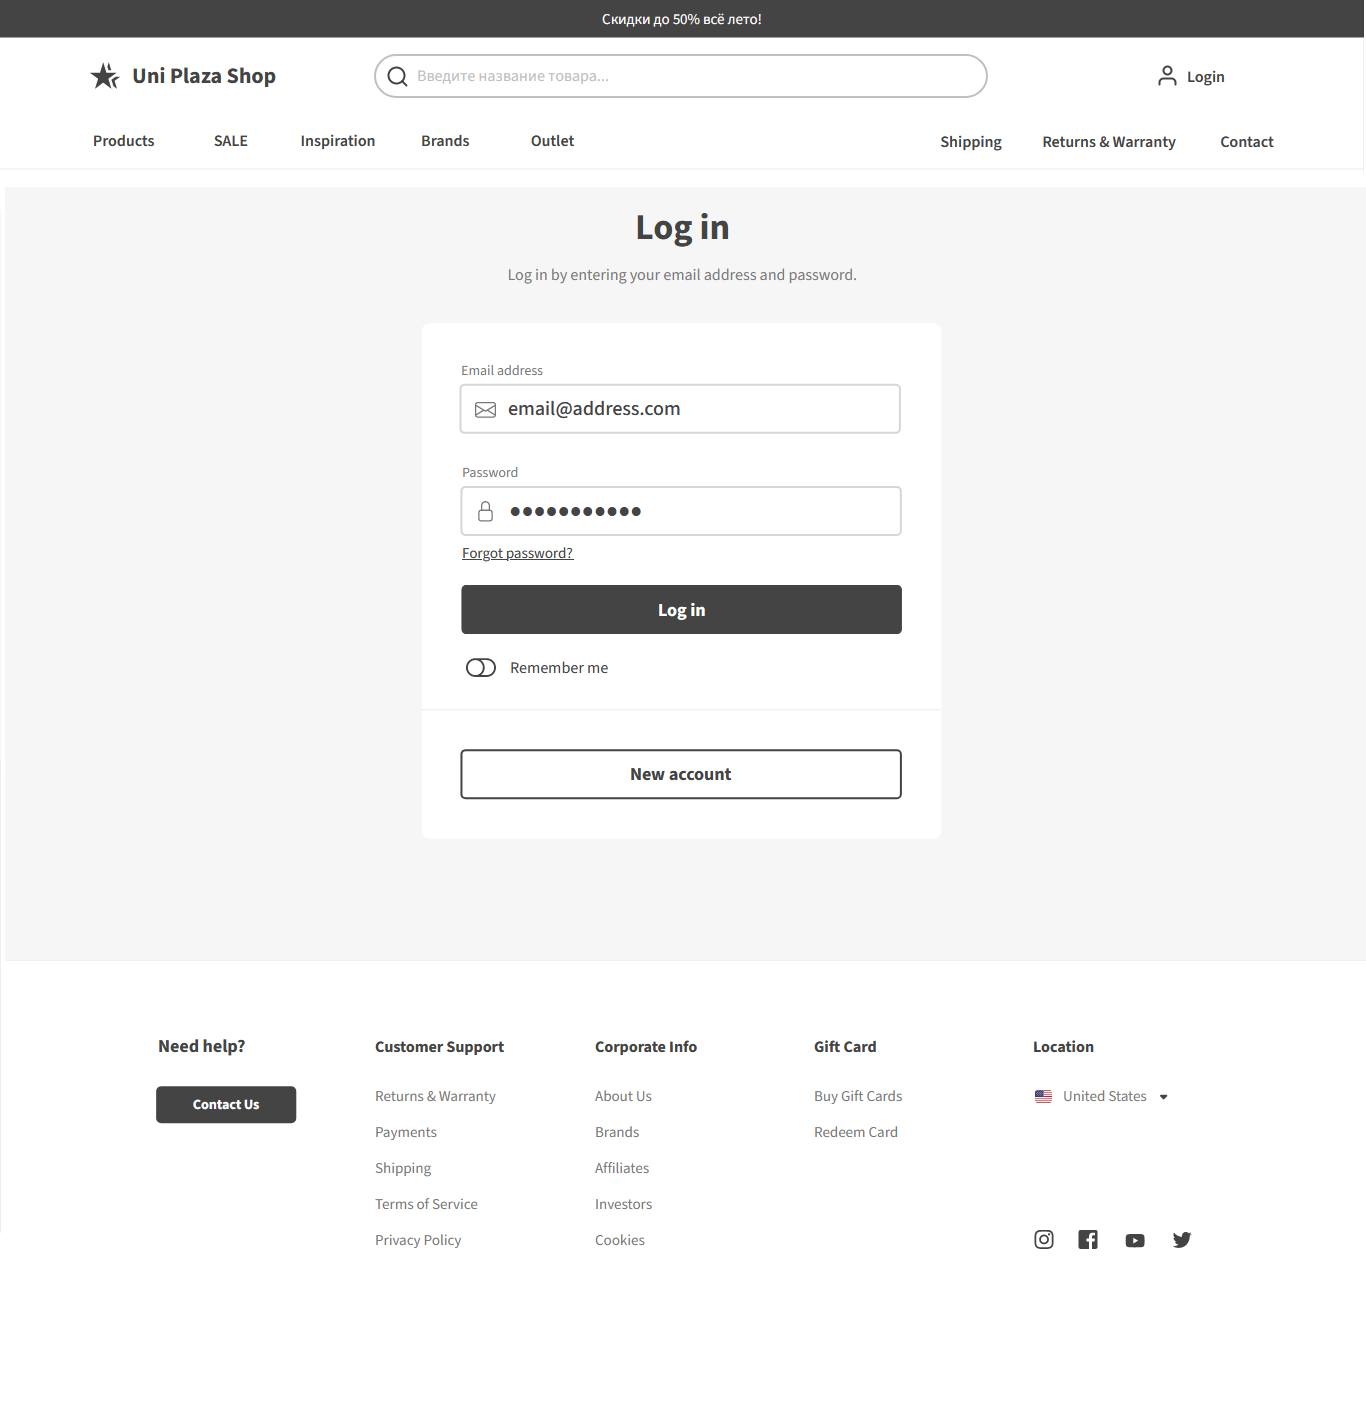 Скидки до 50% всё лето!
Uni Plaza Shop
Введите название товара...
Login
Products SALE Inspiration Brands Outlet Shipping Returns & Warranty Contact
Log in
Log in by entering your email address and password.
Email address
email@address.com
Password
●●●●●●●●●●●
Forgot password?
Log in
Remember me
New account
Need help?
Contact Us
Customer Support
Returns & Warranty
Payments
Shipping
Terms of Service
Privacy Policy
Corporate Info
About Us
Brands
Affiliates
Investors
Cookies
Gift Card
Buy Gift Cards
Redeem Card
Location
United States